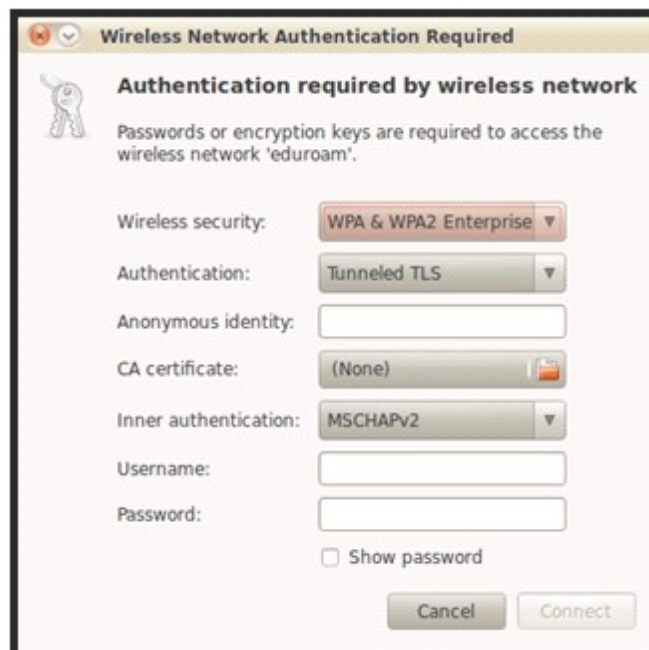 Wireless Network Authentication Required
Authentication required by wireless network
Passwords or encryption keys are required to access the
wireless network 'eduroam'.
Wireless security: WPA & WPA2 Enterprise
Authentication: Tunneled TLS
Anonymous identity:
CA certificate: (None)
Inner authentication: MSCHAPv2
Username:
Password:
Show password
Cancel Connect